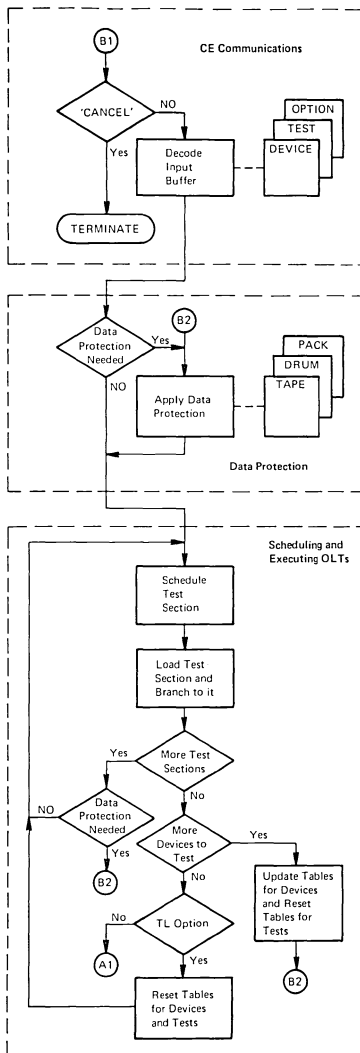 B1
CE Communications
'CANCEL'
NO
Yes
Decode
Input
Buffer
OPTION
TEST
DEVICE
TERMINATE
Data
Protection
Needed
Yes
B2
NO
Apply Data
Protection
PACK
DRUM
TAPE
Data Protection
Scheduling and
Executing OLTs
Schedule
Test
Section
Load Test
Section and
Branch to it
Yes
More Test
Sections
No
NO
Data
Protection
Needed
Yes
B2
More
Devices to
Test
Yes
No
Update Tables
for Devices
and Reset
Tables for
Tests
B2
No
TL Option
A1
Yes
Reset Tables
for Devices
and Tests